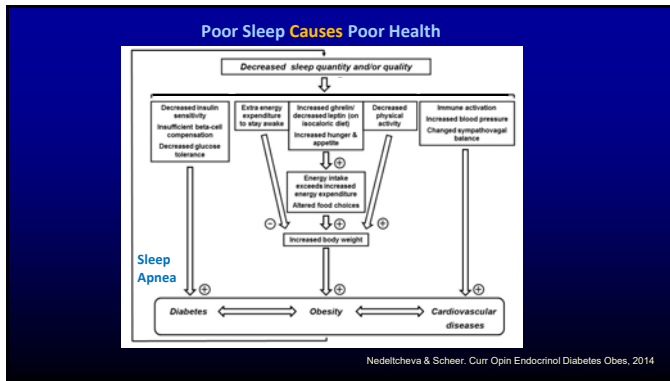 Poor Sleep Causes Poor Health
Decreased sleep quantity and/or quality
Decreased insulin
sensitivity
Insufficient beta-cell
compensation
Decreased glucose
tolerance
Extra energy
expenditure
to stay awake
Increased ghrelin/
decreased leptin (on
isocaloric diet)
Increased hunger &
appetite
Decreased
physical
activity
Immune activation
Increased blood pressure
Changed sympathovagal
balance
+
Energy intake
exceeds increased
energy expenditure
Altered food choices
− + +
Increased body weight
Sleep
Apnea
+ + +
Diabetes
Obesity
Cardiovascular
diseases
Nedeltcheva & Scheer. Curr Opin Endocrinol Diabetes Obes, 2014